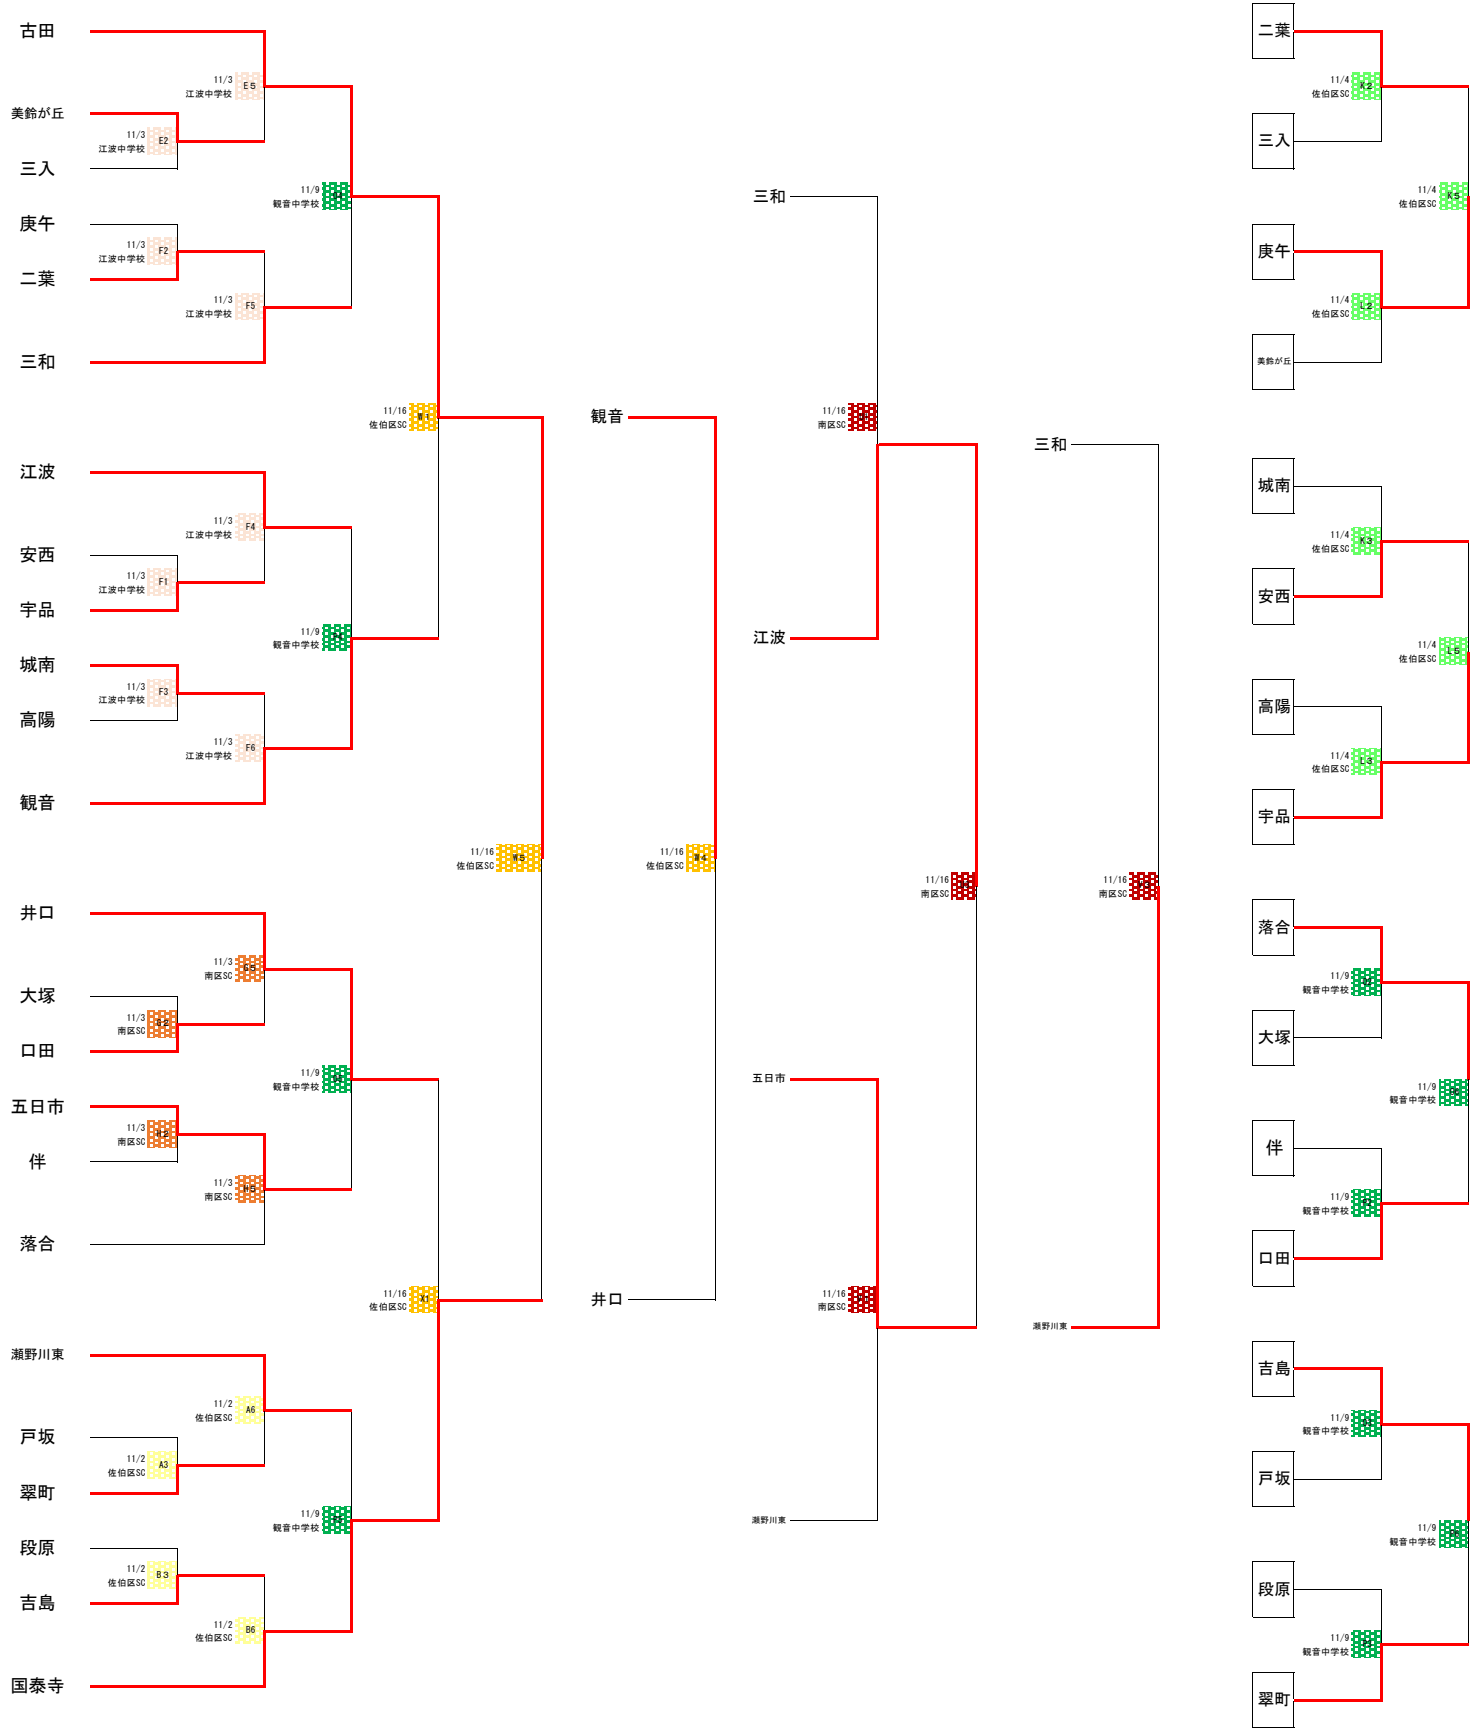 古田
11/3
江波中学校
E5
美鈴が丘
11/3
江波中学校
E2
三入
11/9
観音中学校
庚午
11/3
江波中学校
F2
二葉
11/3
江波中学校
F5
三和
11/16
佐伯区SC
W1
江波
11/3
江波中学校
F4
安西
11/3
江波中学校
F1
宇品
11/9
観音中学校
城南
11/3
江波中学校
F3
高陽
11/3
江波中学校
F6
観音
11/16
佐伯区SC
W5
井口
11/3
南区SC
G5
大塚
11/3
南区SC
G2
口田
11/9
観音中学校
五日市
11/3
南区SC
H2
伴
11/3
南区SC
H5
落合
11/16
佐伯区SC
X1
瀬野川東
11/2
佐伯区SC
A6
戸坂
11/2
佐伯区SC
A3
翠町
11/9
観音中学校
段原
11/2
佐伯区SC
B3
吉島
11/2
佐伯区SC
B6
国泰寺
観音
11/16
佐伯区SC
W4
井口
三和
11/16
南区SC
江波
11/16
南区SC
五日市
11/16
南区SC
瀬野川東
三和
11/16
南区SC
瀬野川東
二葉
11/4
佐伯区SC
K2
三入
11/4
佐伯区SC
K5
庚午
11/4
佐伯区SC
L2
美鈴が丘
城南
11/4
佐伯区SC
K3
安西
11/4
佐伯区SC
L5
高陽
11/4
佐伯区SC
L3
宇品
落合
11/9
観音中学校
大塚
11/9
観音中学校
伴
11/9
観音中学校
口田
吉島
11/9
観音中学校
戸坂
11/9
観音中学校
段原
11/9
観音中学校
翠町